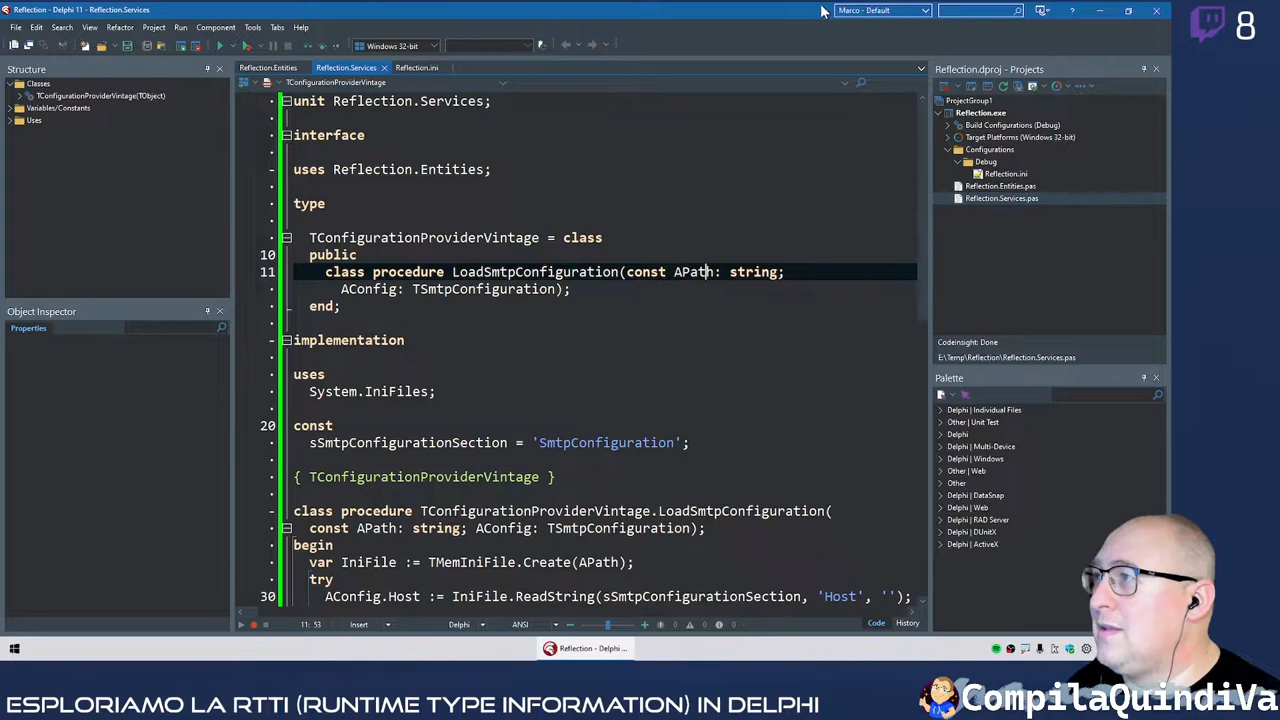 Reflection - Delphi 11 - Reflection.Services
Marco - Default
8
File Edit Search View Refactor Project Run Component Tools Tabs Help
Windows 32-bit
Structure
Classes
TConfigurationProviderVintage(TObject)
Variables/Constants
Uses
Object Inspector
Properties
Reflection.Entities
Reflection.Services
Reflection.ini
TConfigurationProviderVintage
unit Reflection.Services;
interface
uses Reflection.Entities;
type
TConfigurationProviderVintage = class
10 public
11 class procedure LoadSmtpConfiguration(const APath: string;
AConfig: TSmtpConfiguration);
end;
implementation
uses
System.IniFiles;
20 const
sSmtpConfigurationSection = 'SmtpConfiguration';
{ TConfigurationProviderVintage }
class procedure TConfigurationProviderVintage.LoadSmtpConfiguration(
const APath: string; AConfig: TSmtpConfiguration);
begin
var IniFile := TMemIniFile.Create(APath);
try
30 AConfig.Host := IniFile.ReadString(sSmtpConfigurationSection, 'Host', '');
11: 53
Insert
Delphi
ANSI
0
0
0
Code
History
Reflection.dproj - Projects
ProjectGroup1
Reflection.exe
Build Configurations (Debug)
Target Platforms (Windows 32-bit)
Configurations
Debug
Reflection.ini
Reflection.Entities.pas
Reflection.Services.pas
CodeInsight: Done
E:\Temp\Reflection\Reflection.Services.pas
Palette
Delphi | Individual Files
Other | Unit Test
Delphi
Delphi | Multi-Device
Delphi | Windows
Other | Web
Other
Delphi | DataSnap
Delphi | Web
Delphi | RAD Server
Delphi | DUnitX
Delphi | ActiveX
Reflection - Delphi ...
ESPLORIAMO LA RTTI (RUNTIME TYPE INFORMATION) IN DELPHI
CompilaQuindiVa